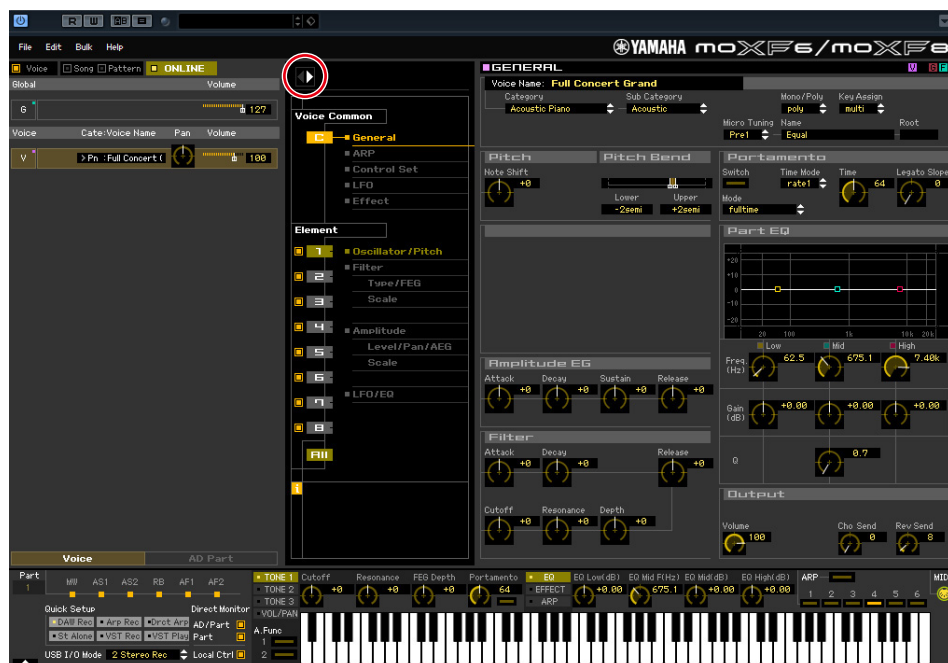 R W AB
File Edit Bulk Help
YAMAHA MOXF6/MOXF8
Voice Song Pattern ONLINE
Global Volume
G 127
Voice Cate:Voice Name Pan Volume
V >Pn :Full Concert ( 100
Voice AD Part
Voice Common
C General
ARP
Control Set
LFO
Effect
Element
1 Oscillator/Pitch
2 Filter
Type/FEG
3 Scale
4 Amplitude
5 Level/Pan/AEG
Scale
6
7 LFO/EQ
8
All
i
GENERAL V
Voice Name: Full Concert Grand
Category Sub Category Mono/Poly Key Assign
Acoustic Piano Acoustic poly multi
Micro Tuning Name Root
Pre1 Equal
Pitch Pitch Bend Portamento
Note Shift Switch Time Mode Time Legato Slope
+0 rate1 64 0
Lower Upper Mode
-2semi +2semi fulltime
Part EQ
+20
+10
0
-10
-20
20 100 1k 10k 20k
Low Mid High
Freq. (Hz) 62.5 675.1 7.40k
Gain (dB) +0.00 +0.00 +0.00
Q 0.7
Amplitude EG
Attack Decay Sustain Release
+0 +0 +0 +0
Filter
Attack Decay Release
+0 +0 +0
Cutoff Resonance Depth
+0 +0 +0
Output
Volume Cho Send Rev Send
100 0 8
Part MW AS1 AS2 RB AF1 AF2
1
Quick Setup Direct Monitor
DAW Rec Arp Rec Drct Arp AD/Part
St Alone VST Rec VST Play Part
USB I/O Mode 2 Stereo Rec Local Ctrl
TONE 1 Cutoff Resonance FEG Depth Portamento EQ EQ Low(dB) EQ Mid F(Hz) EQ Mid(dB) EQ High(dB) ARP MID
TONE 2 +0 +0 +0 64 EFFECT +0.00 675.1 +0.00 +0.00 1 2 3 4 5 6
TONE 3 ARP
VOL/PAN
A.Func
1
2